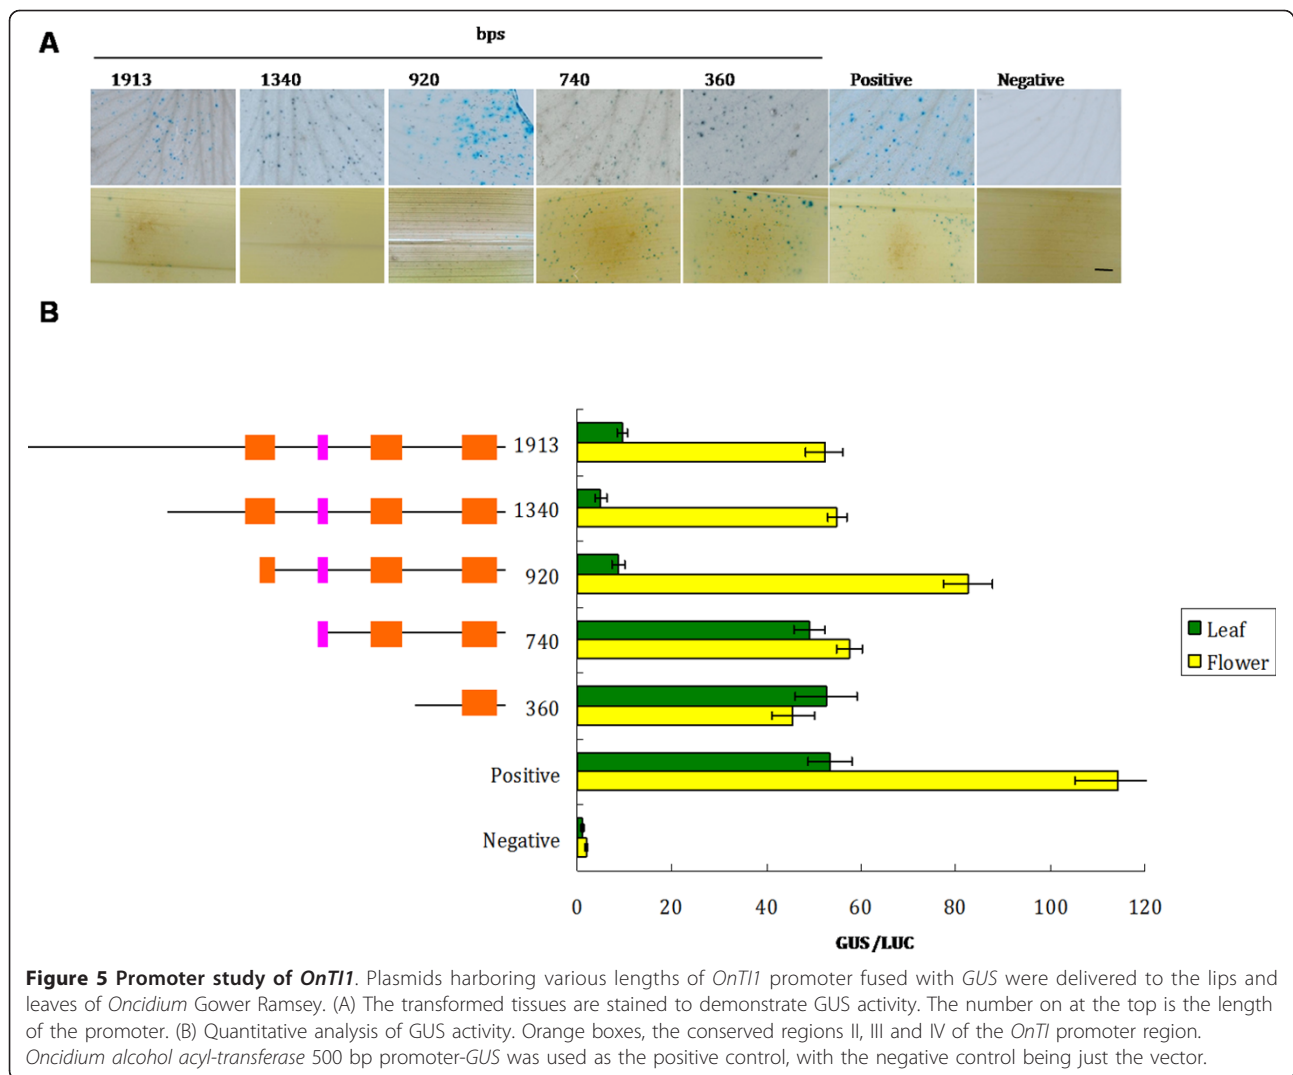 A
bps
1913 1340 920 740 360 Positive Negative
B
1913
1340
920
740
360
Positive
Negative
Leaf
Flower
0 20 40 60 80 100 120
GUS/LUC
Figure 5 Promoter study of OnTI1. Plasmids harboring various lengths of OnTI1 promoter fused with GUS were delivered to the lips and
leaves of Oncidium Gower Ramsey. (A) The transformed tissues are stained to demonstrate GUS activity. The number on at the top is the length
of the promoter. (B) Quantitative analysis of GUS activity. Orange boxes, the conserved regions II, III and IV of the OnTI promoter region.
Oncidium alcohol acyl-transferase 500 bp promoter-GUS was used as the positive control, with the negative control being just the vector.